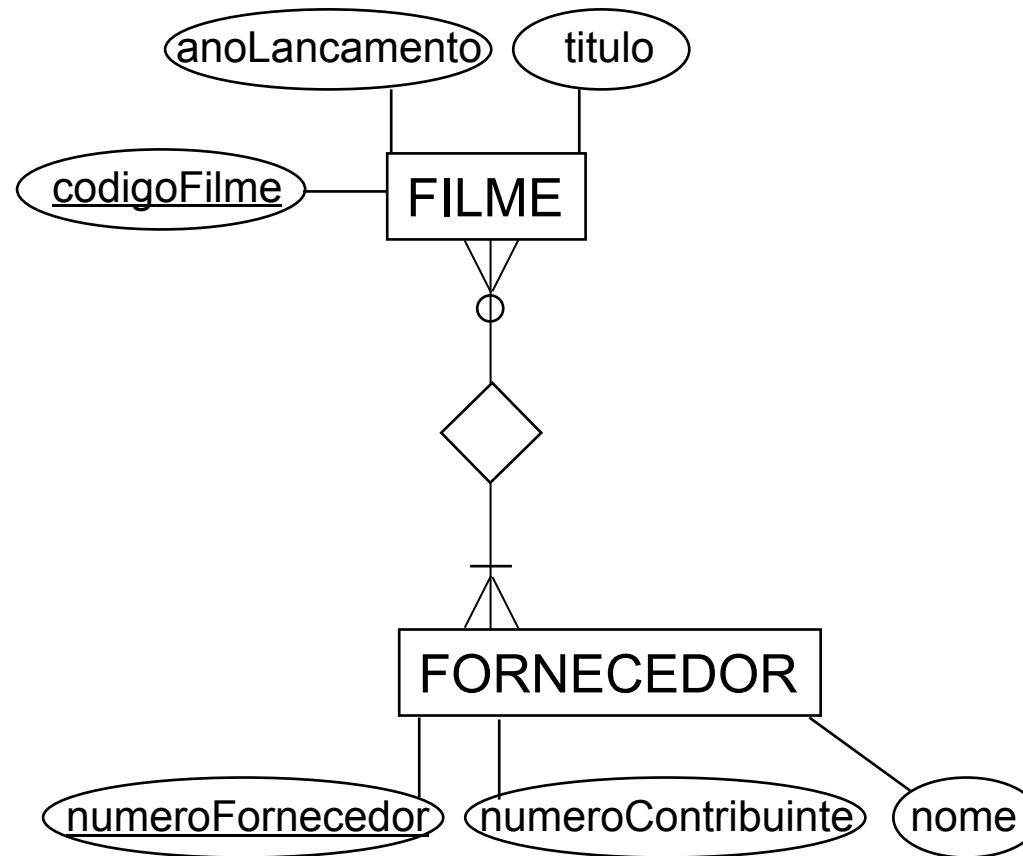 anoLancamento titulo
codigoFilme
FILME
FORNECEDOR
numeroFornecedor numeroContribuinte nome